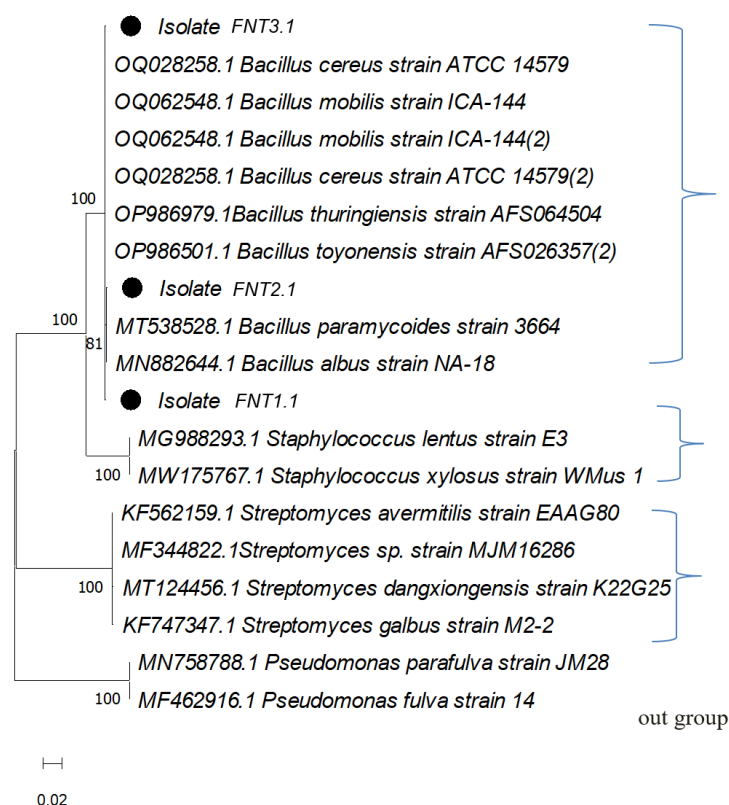 Isolate FNT3.1
OQ028258.1 Bacillus cereus strain ATCC 14579
OQ062548.1 Bacillus mobilis strain ICA-144
OQ062548.1 Bacillus mobilis strain ICA-144(2)
OQ028258.1 Bacillus cereus strain ATCC 14579(2)
100
OP986979.1Bacillus thuringiensis strain AFS064504
OP986501.1 Bacillus toyonensis strain AFS026357(2)
Isolate FNT2.1
100
MT538528.1 Bacillus paramycoides strain 3664
81
MN882644.1 Bacillus albus strain NA-18
Isolate FNT1.1
MG988293.1 Staphylococcus lentus strain E3
100
MW175767.1 Staphylococcus xylosus strain WMus 1
KF562159.1 Streptomyces avermitilis strain EAAG80
MF344822.1Streptomyces sp. strain MJM16286
100
MT124456.1 Streptomyces dangxiongensis strain K22G25
KF747347.1 Streptomyces galbus strain M2-2
MN758788.1 Pseudomonas parafulva strain JM28
100
MF462916.1 Pseudomonas fulva strain 14
out group
0.02